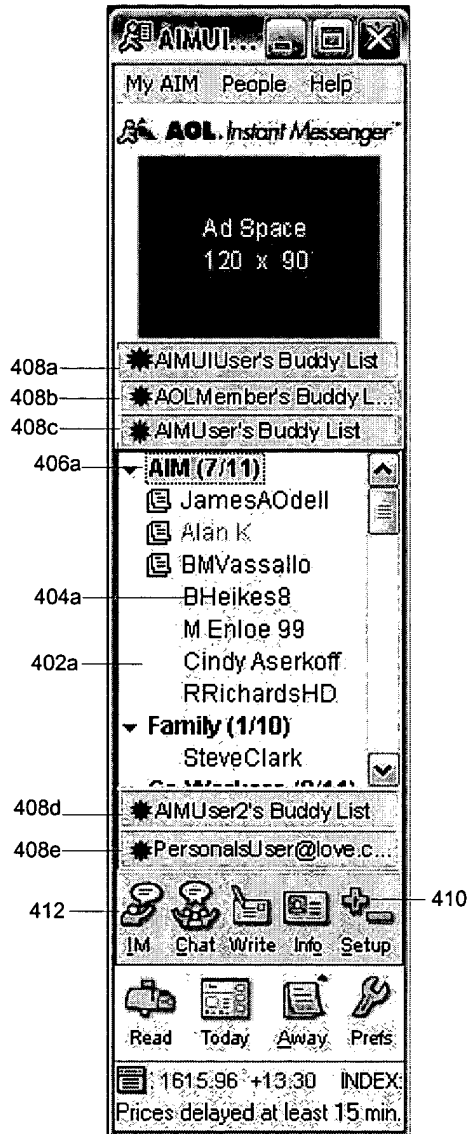 AIMUI...
My AIM People Help
AOL Instant Messenger™
Ad Space
120 x 90
408a AIMUIUser's Buddy List
408b AOLMember's Buddy L...
408c AIMUser's Buddy List
406a AIM (7/11)
JamesAOdell
Alan K
BMVassallo
404a BHeikes8
M Enloe 99
402a Cindy Aserkoff
RRichardsHD
Family (1/10)
SteveClark
408d AIMUser2's Buddy List
408e PersonalsUser@love.c...
412 410
IM Chat Write Info Setup
Read Today Away Prefs
1615.96 +13.30 INDEX:
Prices delayed at least 15 min.